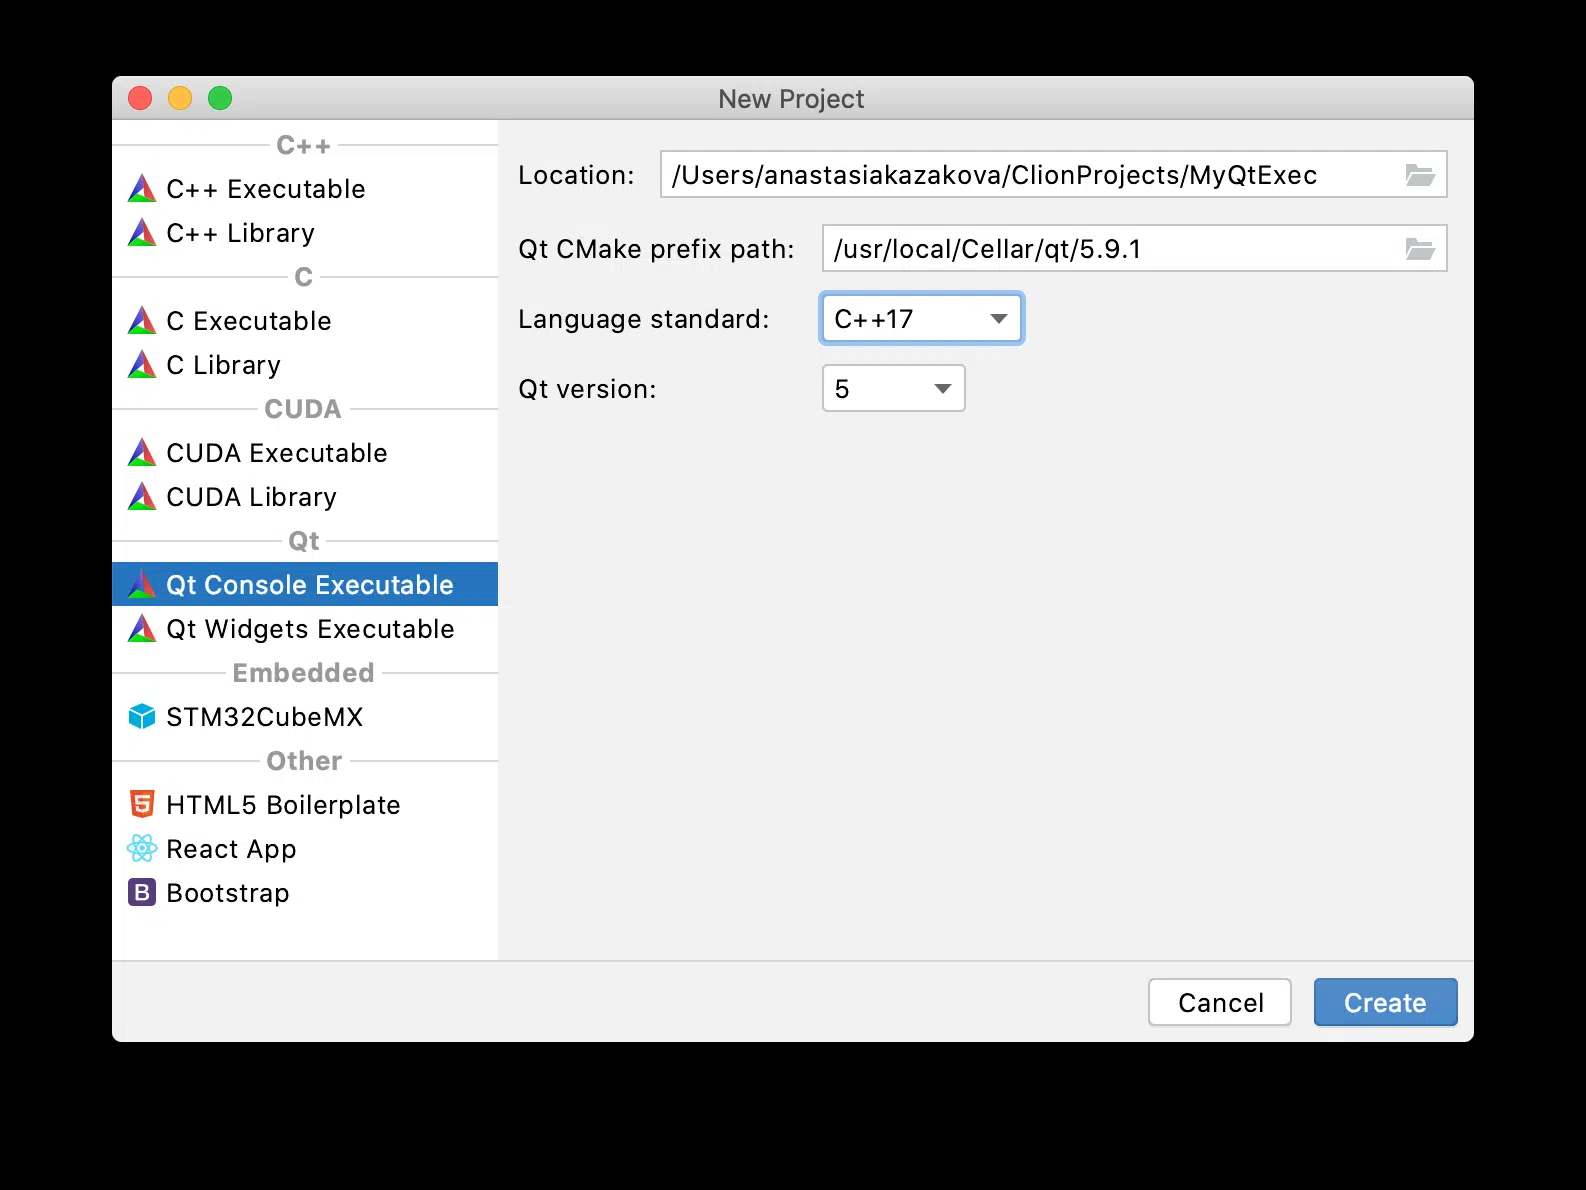 New Project
C++
C++ Executable
C++ Library
C
C Executable
C Library
CUDA
CUDA Executable
CUDA Library
Qt
Qt Console Executable
Qt Widgets Executable
Embedded
STM32CubeMX
Other
5 HTML5 Boilerplate
React App
B Bootstrap
Location: /Users/anastasiakazakova/ClionProjects/MyQtExec
Qt CMake prefix path: /usr/local/Cellar/qt/5.9.1
Language standard: C++17
Qt version: 5
Cancel Create